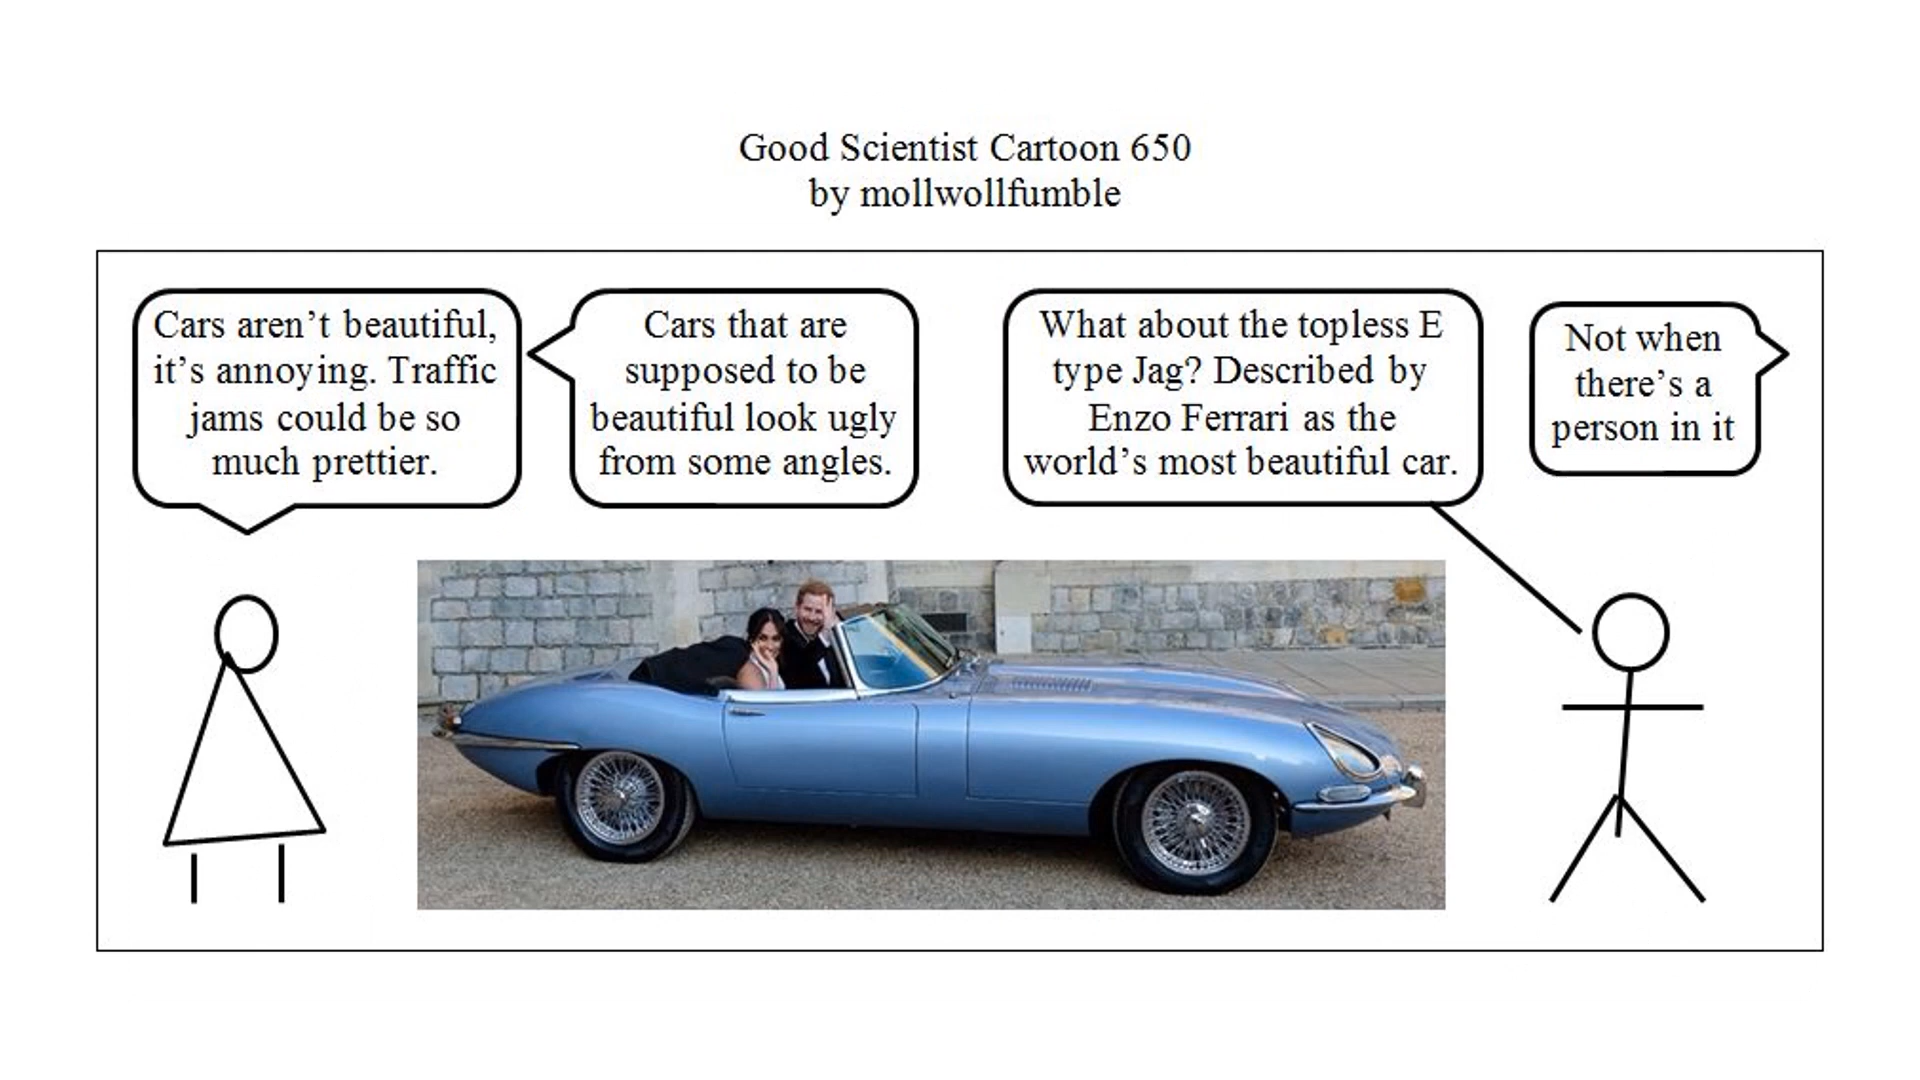 Good Scientist Cartoon 650
by mollwollfumble
Cars aren’t beautiful,
it’s annoying. Traffic
jams could be so
much prettier.
Cars that are
supposed to be
beautiful look ugly
from some angles.
What about the topless E
type Jag? Described by
Enzo Ferrari as the
world’s most beautiful car.
Not when
there’s a
person in it